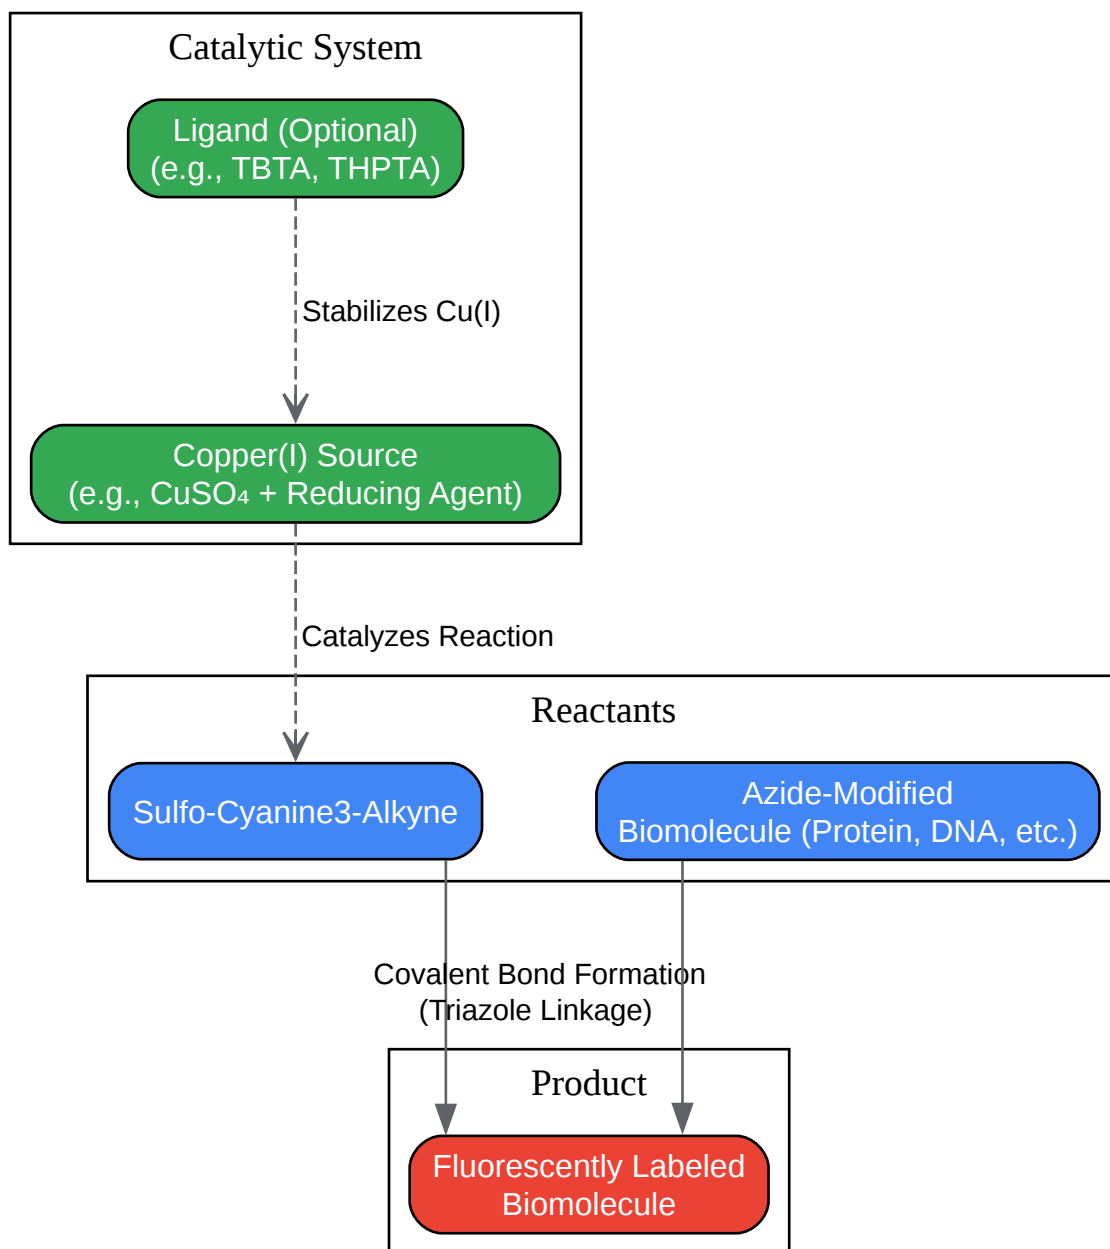 Catalytic System
Ligand (Optional)
(e.g., TBTA, THPTA)
Stabilizes Cu(I)
Copper(I) Source
(e.g., CuSO₄ + Reducing Agent)
Catalyzes Reaction
Reactants
Sulfo-Cyanine3-Alkyne
Azide-Modified
Biomolecule (Protein, DNA, etc.)
Covalent Bond Formation
(Triazole Linkage)
Product
Fluorescently Labeled
Biomolecule